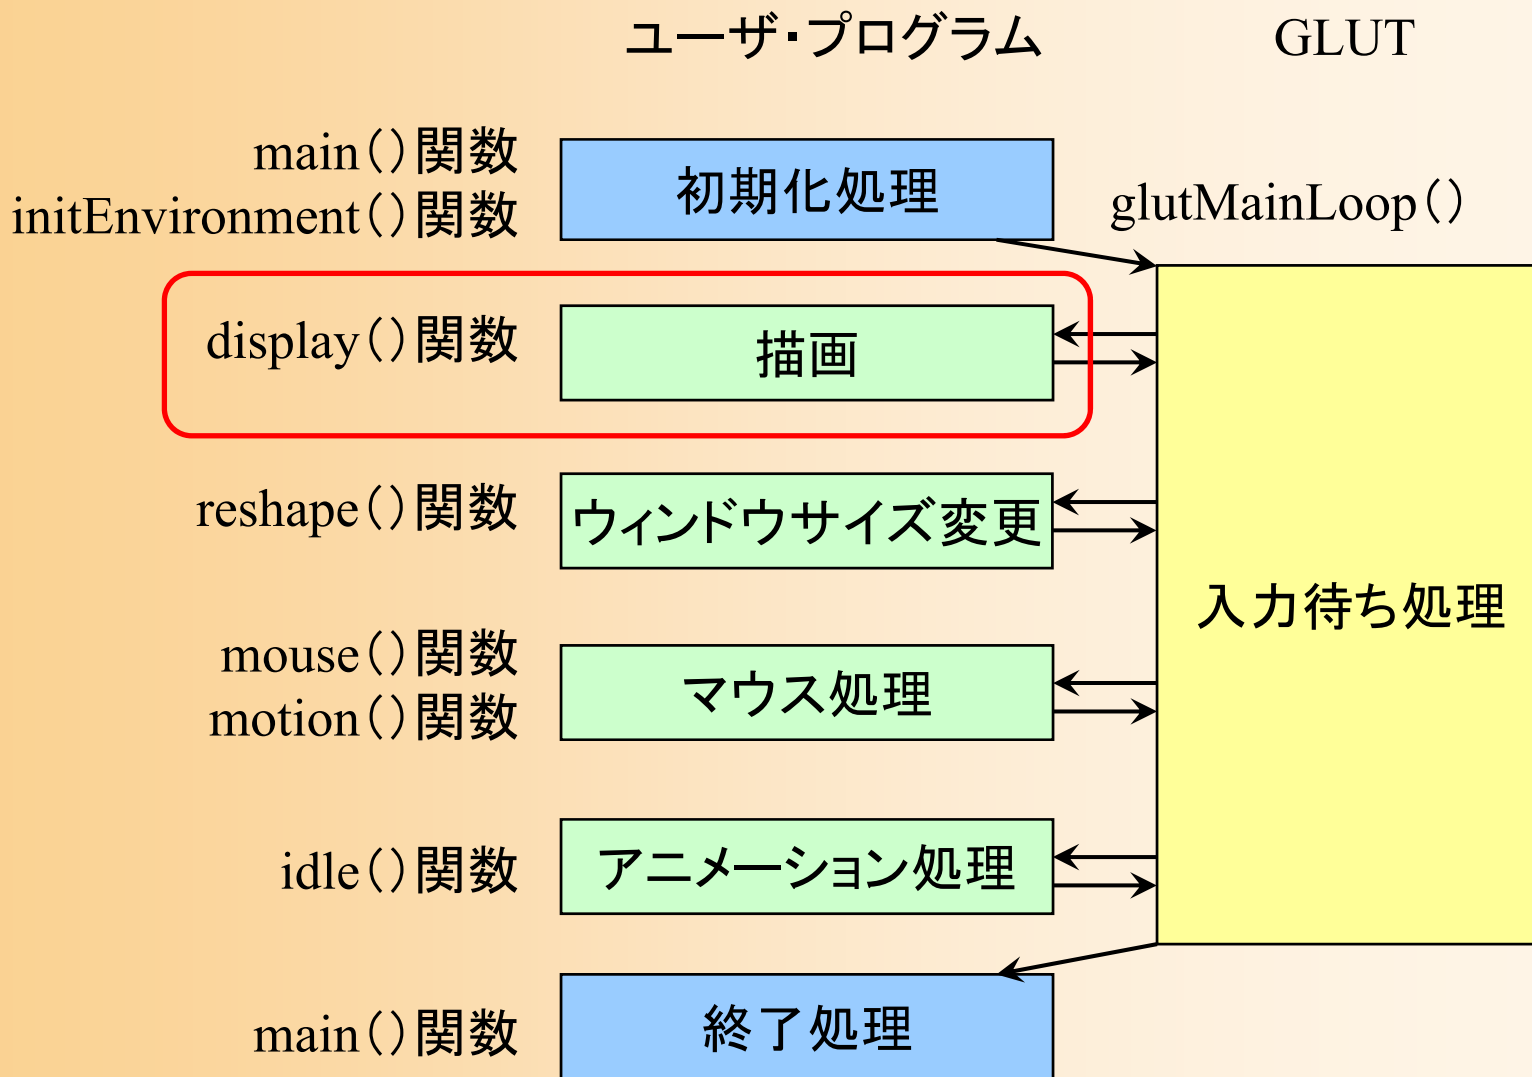 ユーザ・プログラム
GLUT
main()関数
initEnvironment()関数
初期化処理
glutMainLoop()
display()関数
描画
reshape()関数
ウィンドウサイズ変更
入力待ち処理
mouse()関数
motion()関数
マウス処理
idle()関数
アニメーション処理
main()関数
終了処理